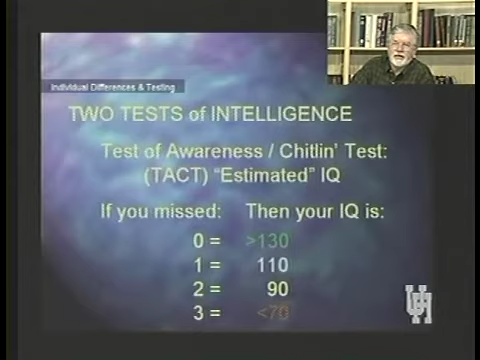 Individual Differences & Testing
TWO TESTS of INTELLIGENCE
Test of Awareness / Chitlin' Test:
(TACT) "Estimated" IQ
If you missed: Then your IQ is:
0 = >130
1 = 110
2 = 90
3 = <70
UH